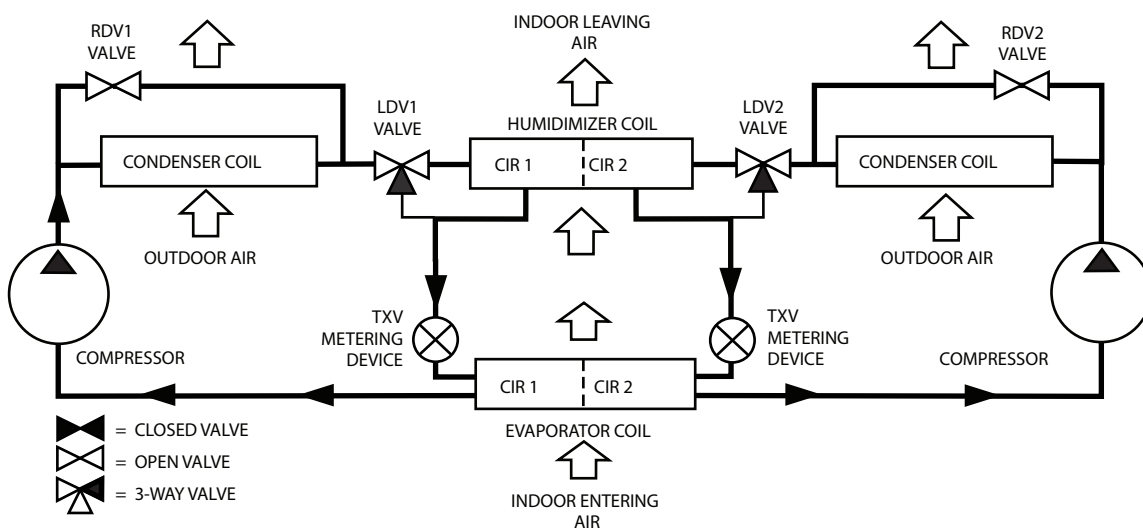 RDV1
VALVE
INDOOR LEAVING
AIR
RDV2
VALVE
LDV1
VALVE
HUMIDIMIZER COIL
LDV2
VALVE
CONDENSER COIL
CIR 1
CIR 2
CONDENSER COIL
OUTDOOR AIR
OUTDOOR AIR
TXV
METERING
DEVICE
TXV
METERING
DEVICE
COMPRESSOR
COMPRESSOR
CIR 1
CIR 2
EVAPORATOR COIL
= CLOSED VALVE
= OPEN VALVE
= 3-WAY VALVE
INDOOR ENTERING
AIR